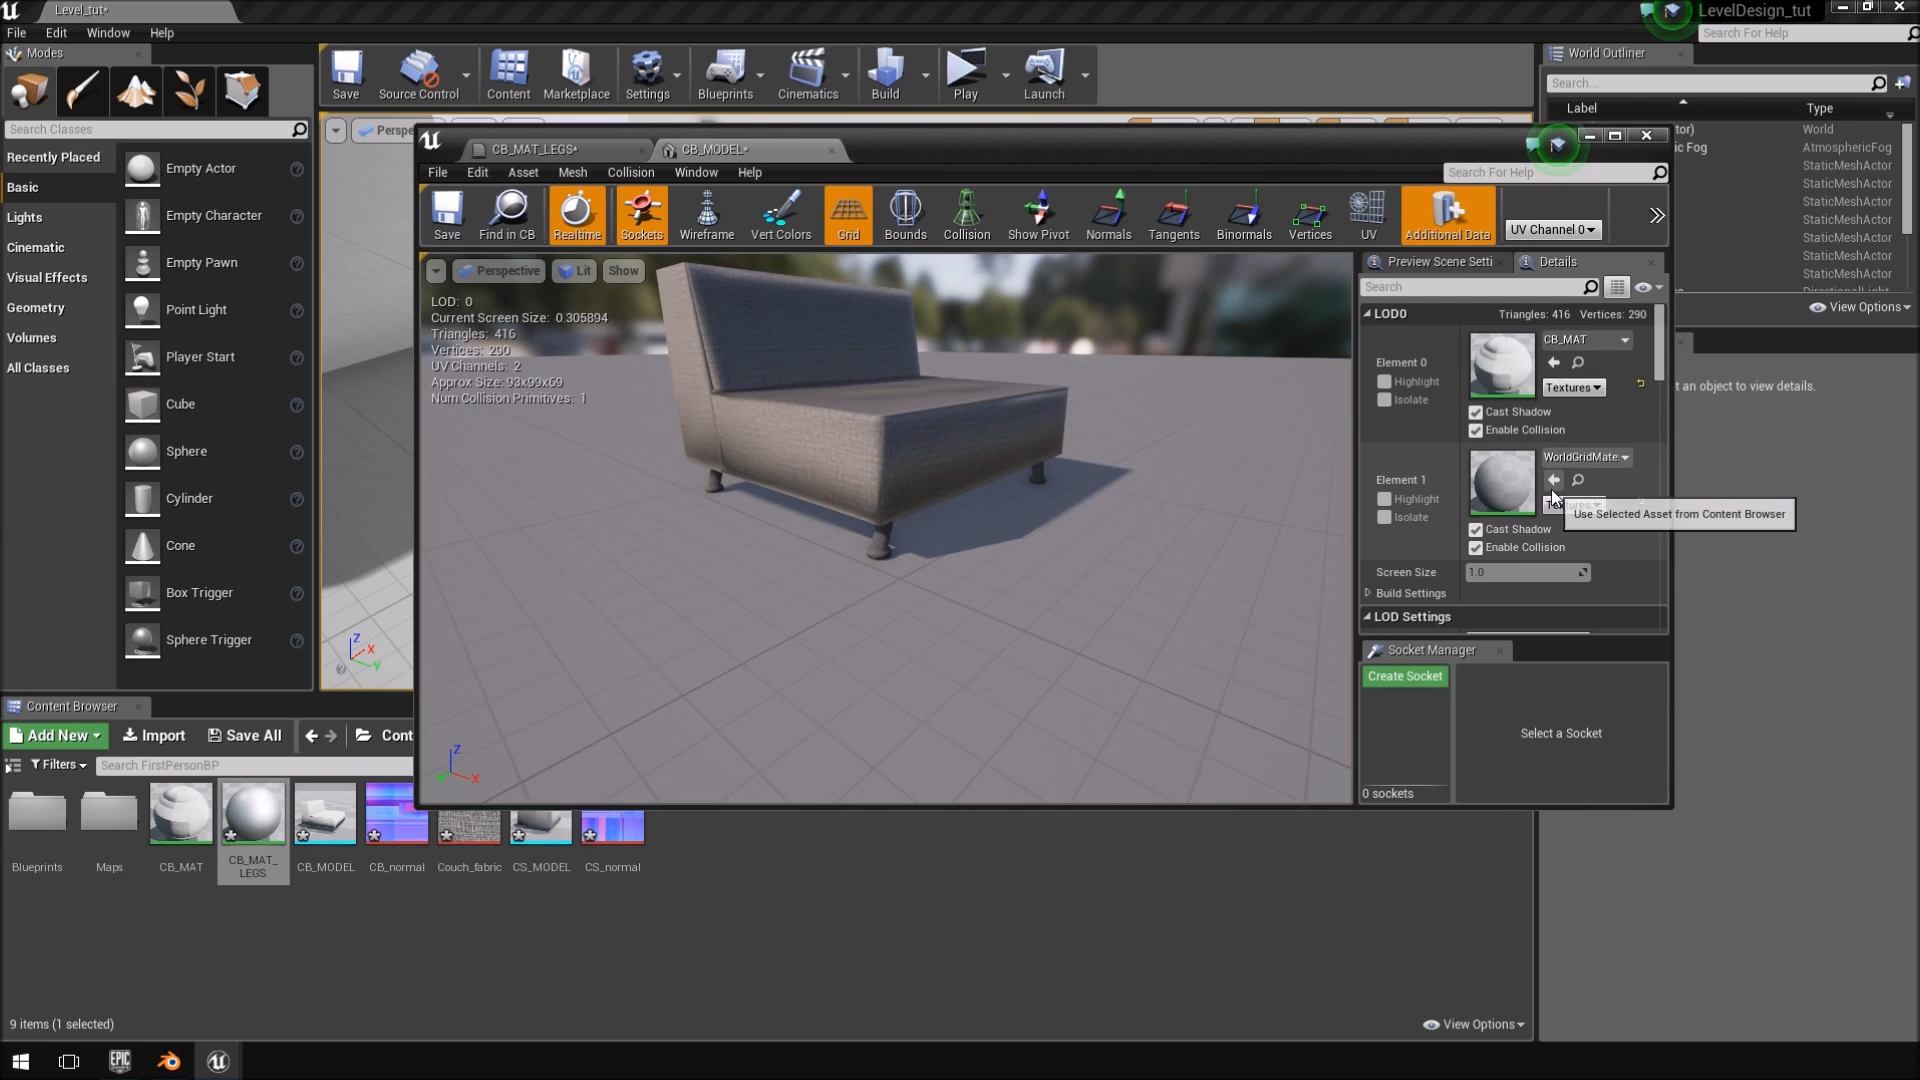 Level_tut*
LevelDesign_tut
File Edit Window Help
Search For Help
Modes
Save
Source Control
Content
Marketplace
Settings
Blueprints
Cinematics
Build
Play
Launch
World Outliner
Search...
Label
Type
Search Classes
Recently Placed
Basic
Lights
Cinematic
Visual Effects
Geometry
Volumes
All Classes
Empty Actor
Empty Character
Empty Pawn
Point Light
Player Start
Cube
Sphere
Cylinder
Cone
Box Trigger
Sphere Trigger
Perspe
tor) World
ic Fog AtmosphericFog
StaticMeshActor
StaticMeshActor
StaticMeshActor
StaticMeshActor
StaticMeshActor
StaticMeshActor
StaticMeshActor
DirectionalLight
View Options
t an object to view details.
CB_MAT_LEGS*
CB_MODEL*
File Edit Asset Mesh Collision Window Help
Search For Help
Save
Find in CB
Realtime
Sockets
Wireframe
Vert Colors
Grid
Bounds
Collision
Show Pivot
Normals
Tangents
Binormals
Vertices
UV
Additional Data
UV Channel 0
Perspective
Lit
Show
LOD: 0
Current Screen Size: 0.305894
Triangles: 416
Vertices: 290
UV Channels: 2
Approx Size: 93x99x69
Num Collision Primitives: 1
Z
X
Y
Z
X
Preview Scene Setti
Details
Search
LOD0
Triangles: 416 Vertices: 290
Element 0
Highlight
Isolate
CB_MAT
Textures
Cast Shadow
Enable Collision
Element 1
Highlight
Isolate
WorldGridMate
Use Selected Asset from Content Browser
Cast Shadow
Enable Collision
Screen Size
1.0
Build Settings
LOD Settings
Socket Manager
Create Socket
Select a Socket
0 sockets
Content Browser
Add New
Import
Save All
Cont
Filters
Search FirstPersonBP
Blueprints
Maps
CB_MAT
CB_MAT_
LEGS
CB_MODEL
CB_normal
Couch_fabric
CS_MODEL
CS_normal
9 items (1 selected)
View Options
EPIC